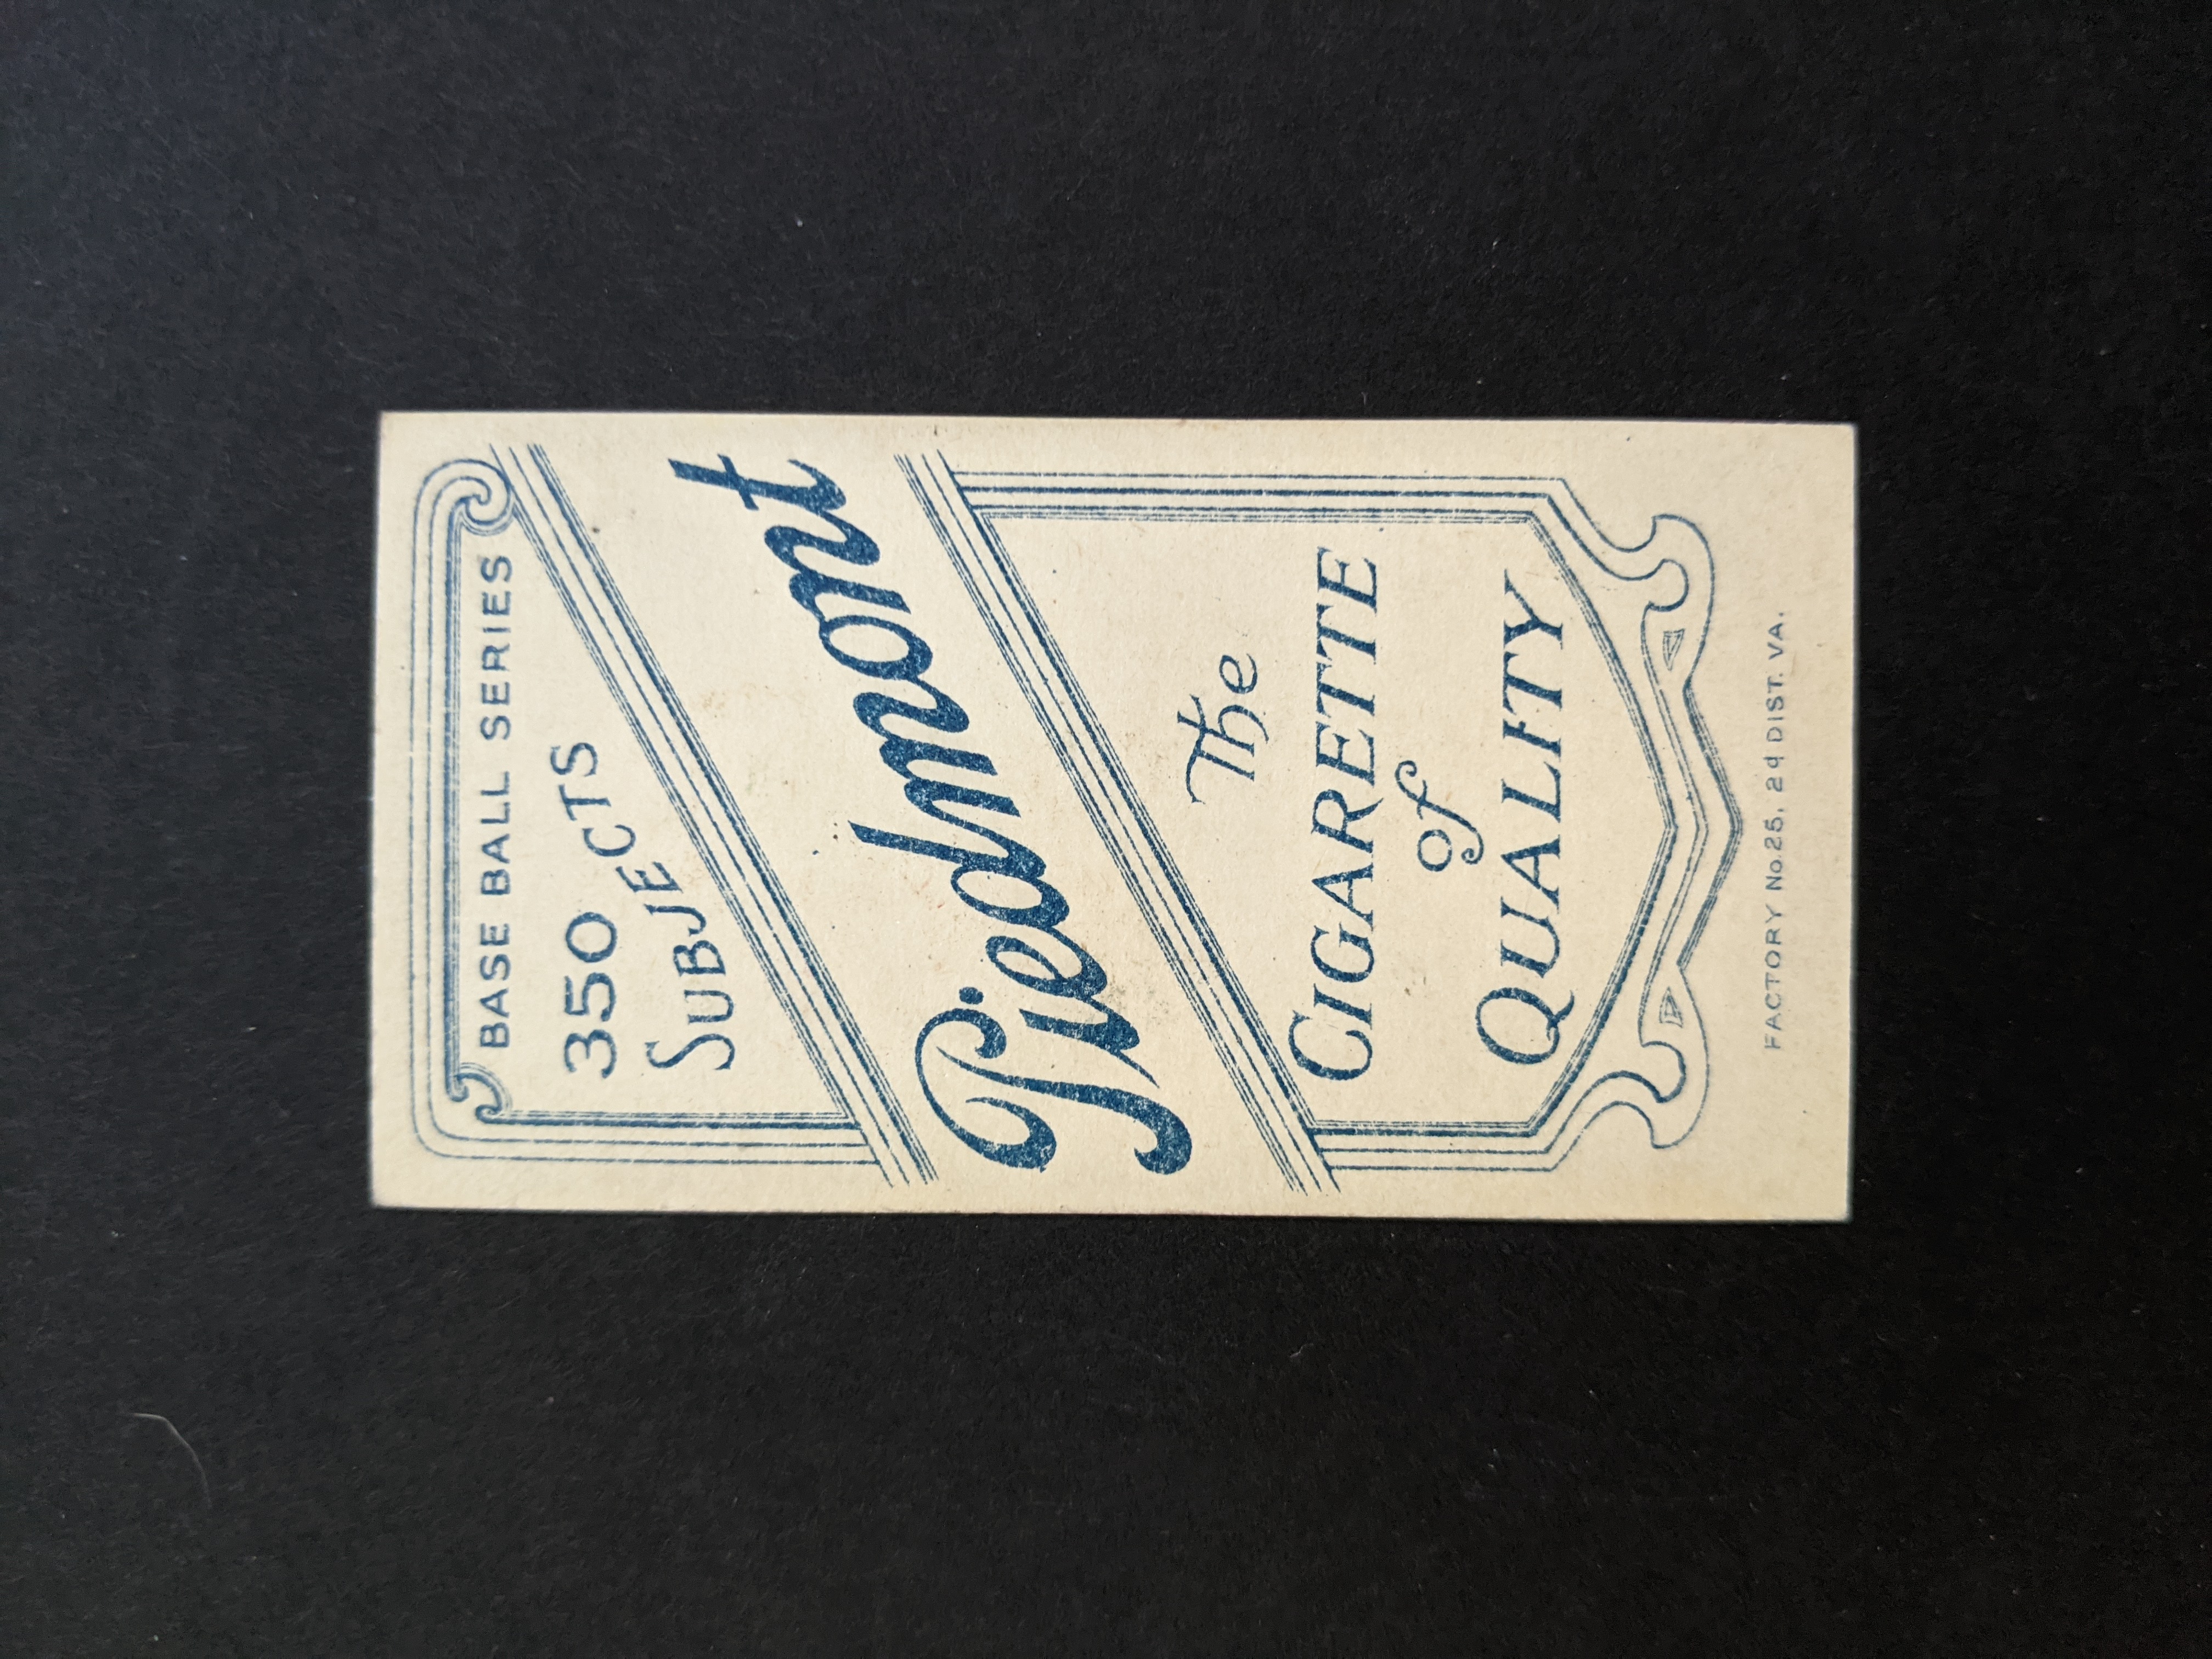 BASE BALL SERIES
350
SUBJECTS
Piedmont
The
CIGARETTE
of
QUALITY
FACTORY No 25, 2d DIST. VA.